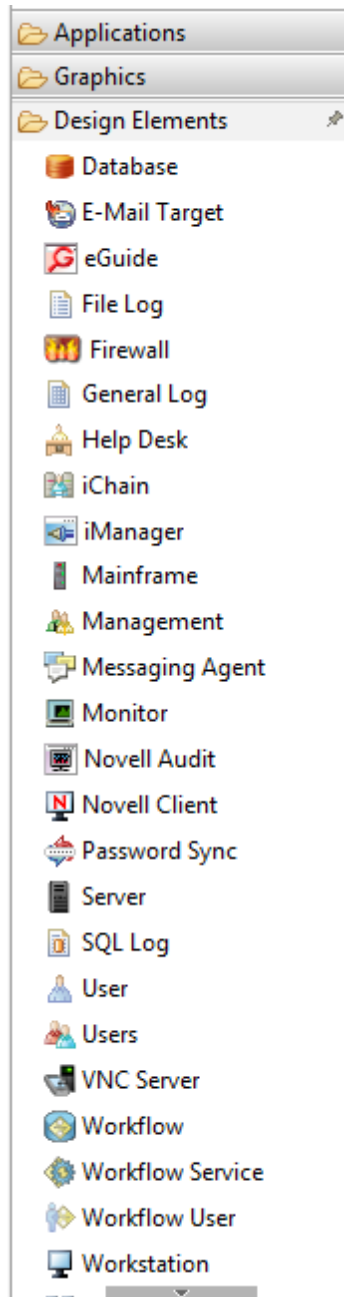 Applications
Graphics
Design Elements
Database
E-Mail Target
eGuide
File Log
Firewall
General Log
Help Desk
iChain
iManager
Mainframe
Management
Messaging Agent
Monitor
Novell Audit
Novell Client
Password Sync
Server
SQL Log
User
Users
VNC Server
Workflow
Workflow Service
Workflow User
Workstation